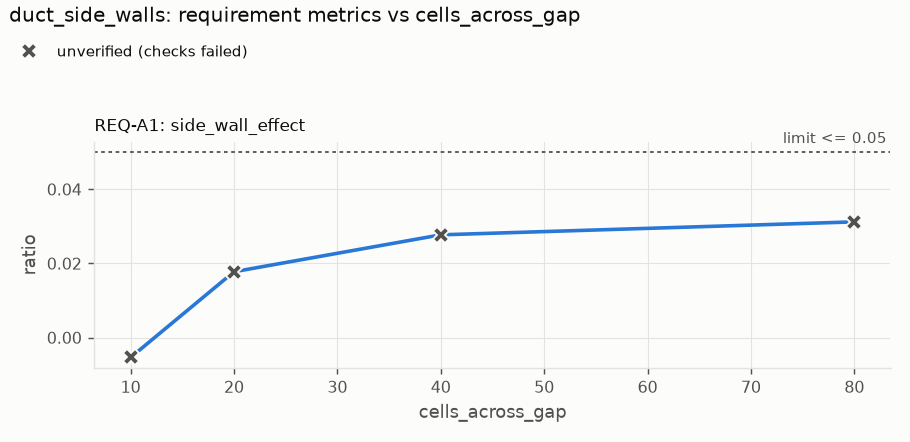 duct_side_walls: requirement metrics vs cells_across_gap
unverified (checks failed)
REQ-A1: side_wall_effect
limit <= 0.05
0.04
0.02
0.00
ratio
10 20 30 40 50 60 70 80
cells_across_gap